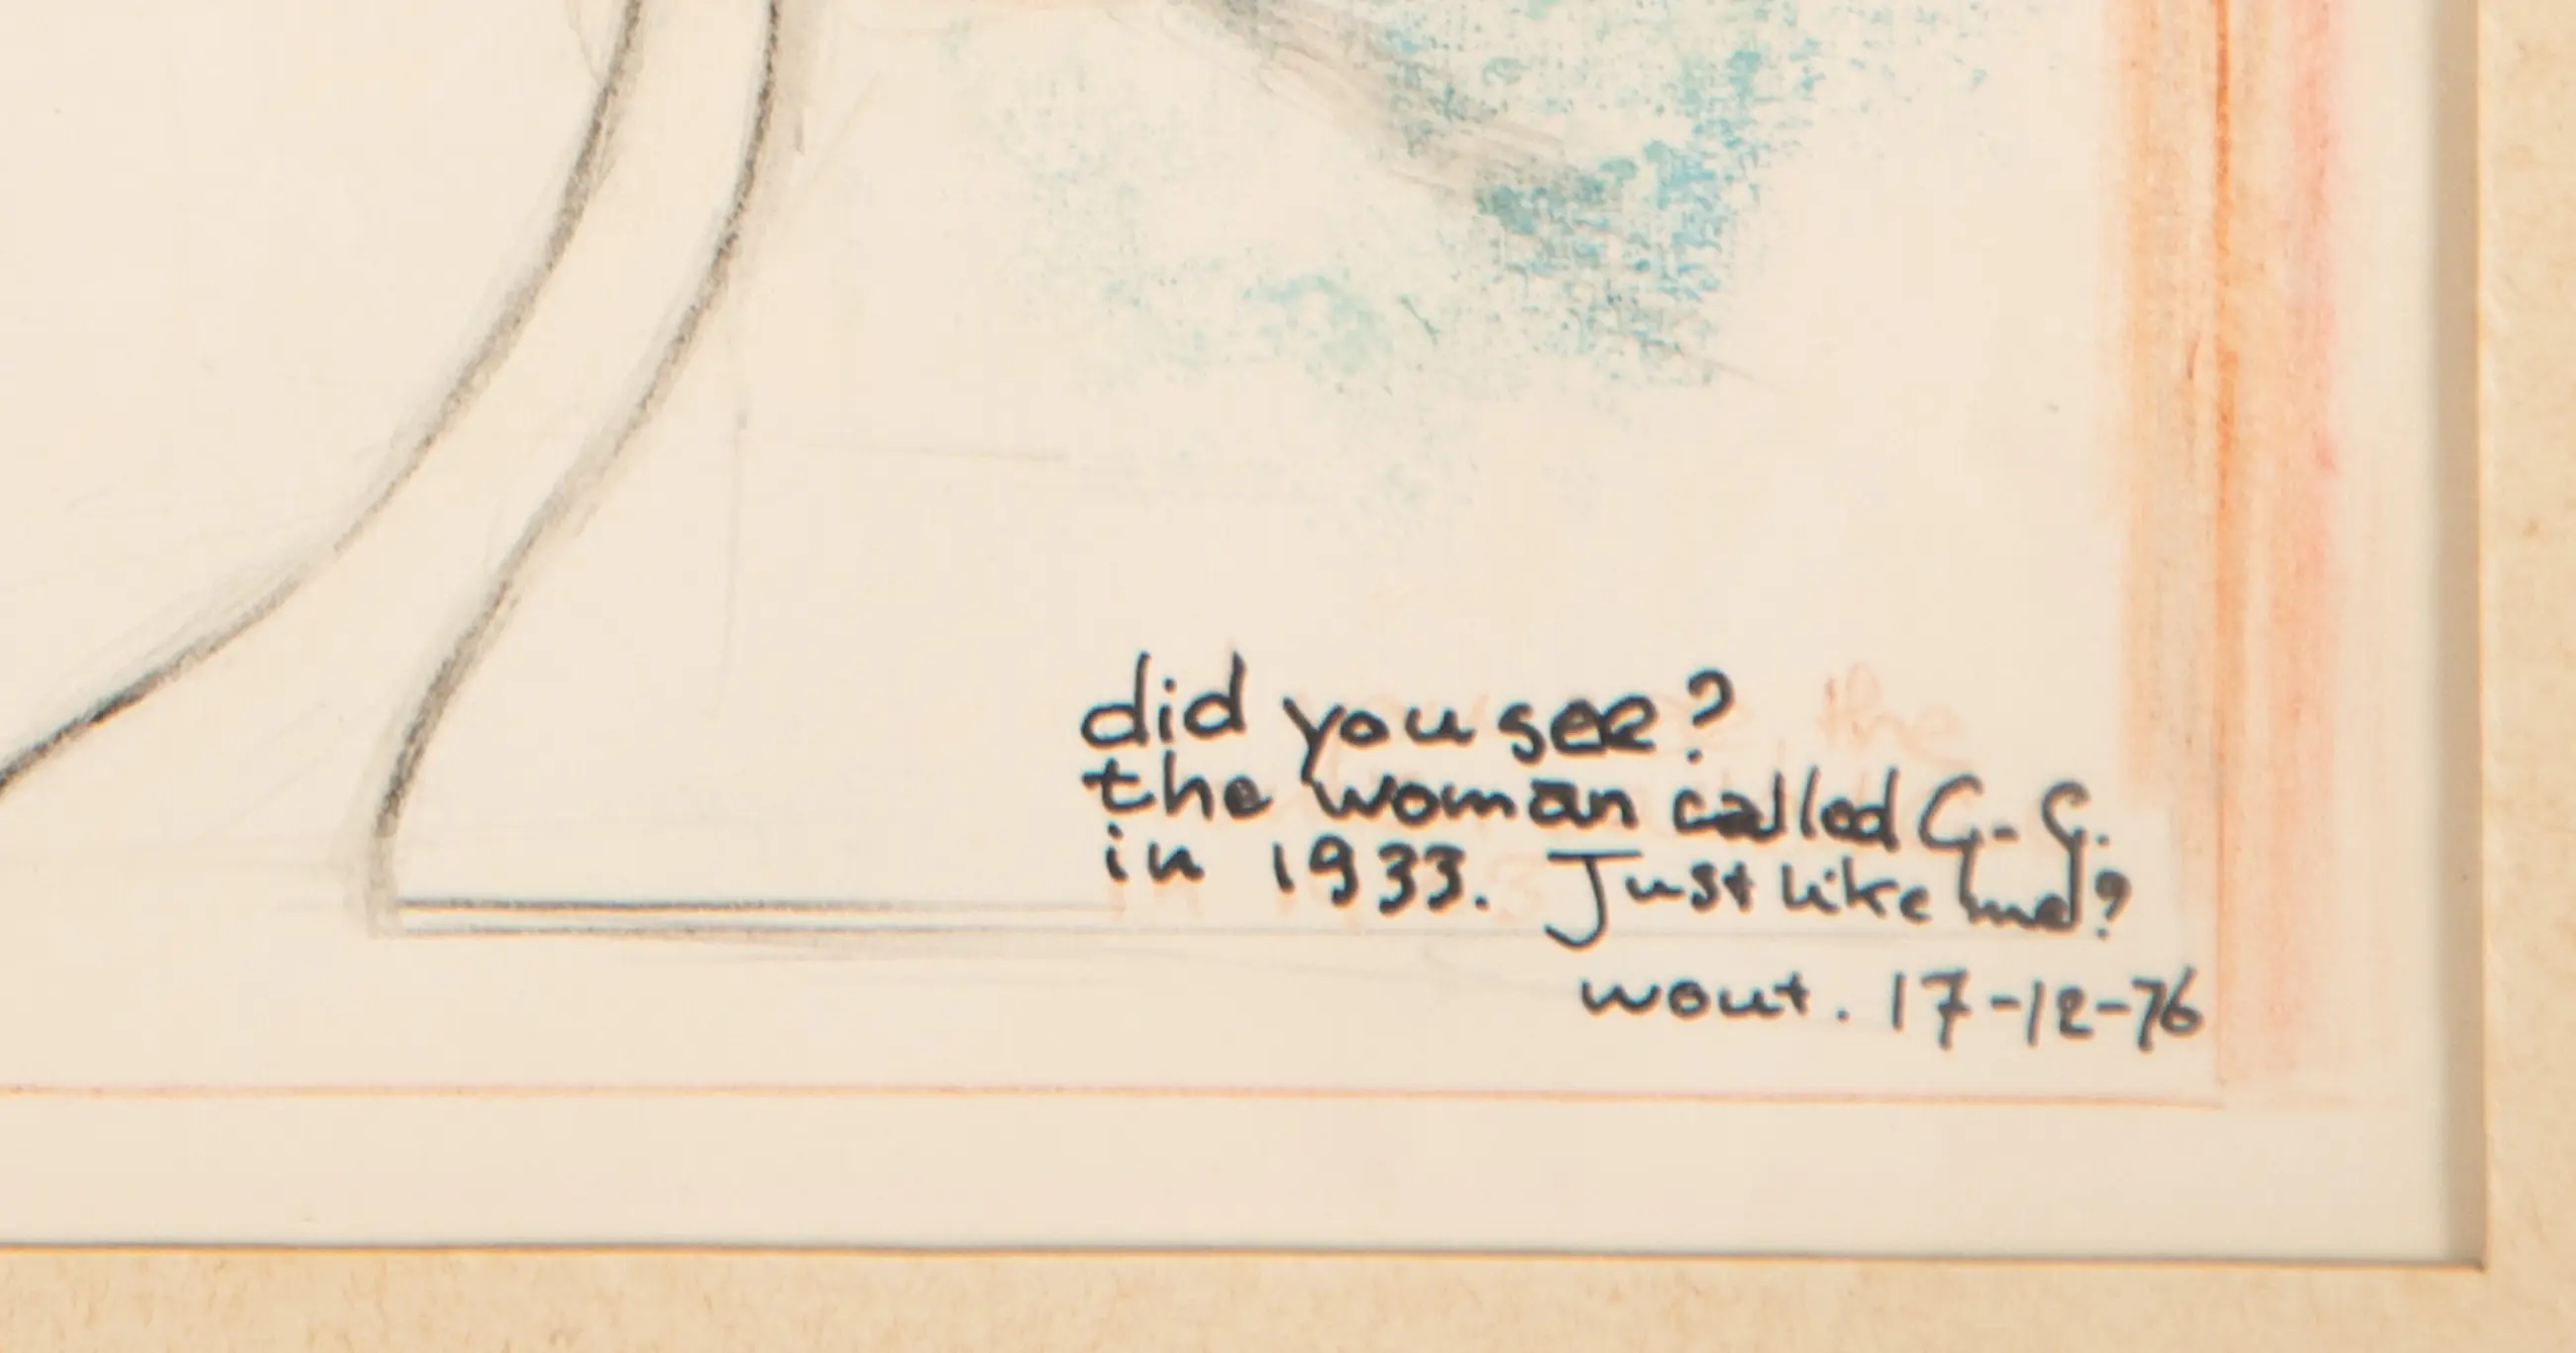 did you see?
the woman called G.G.
in 1933. Just like me?
wout. 17-12-76